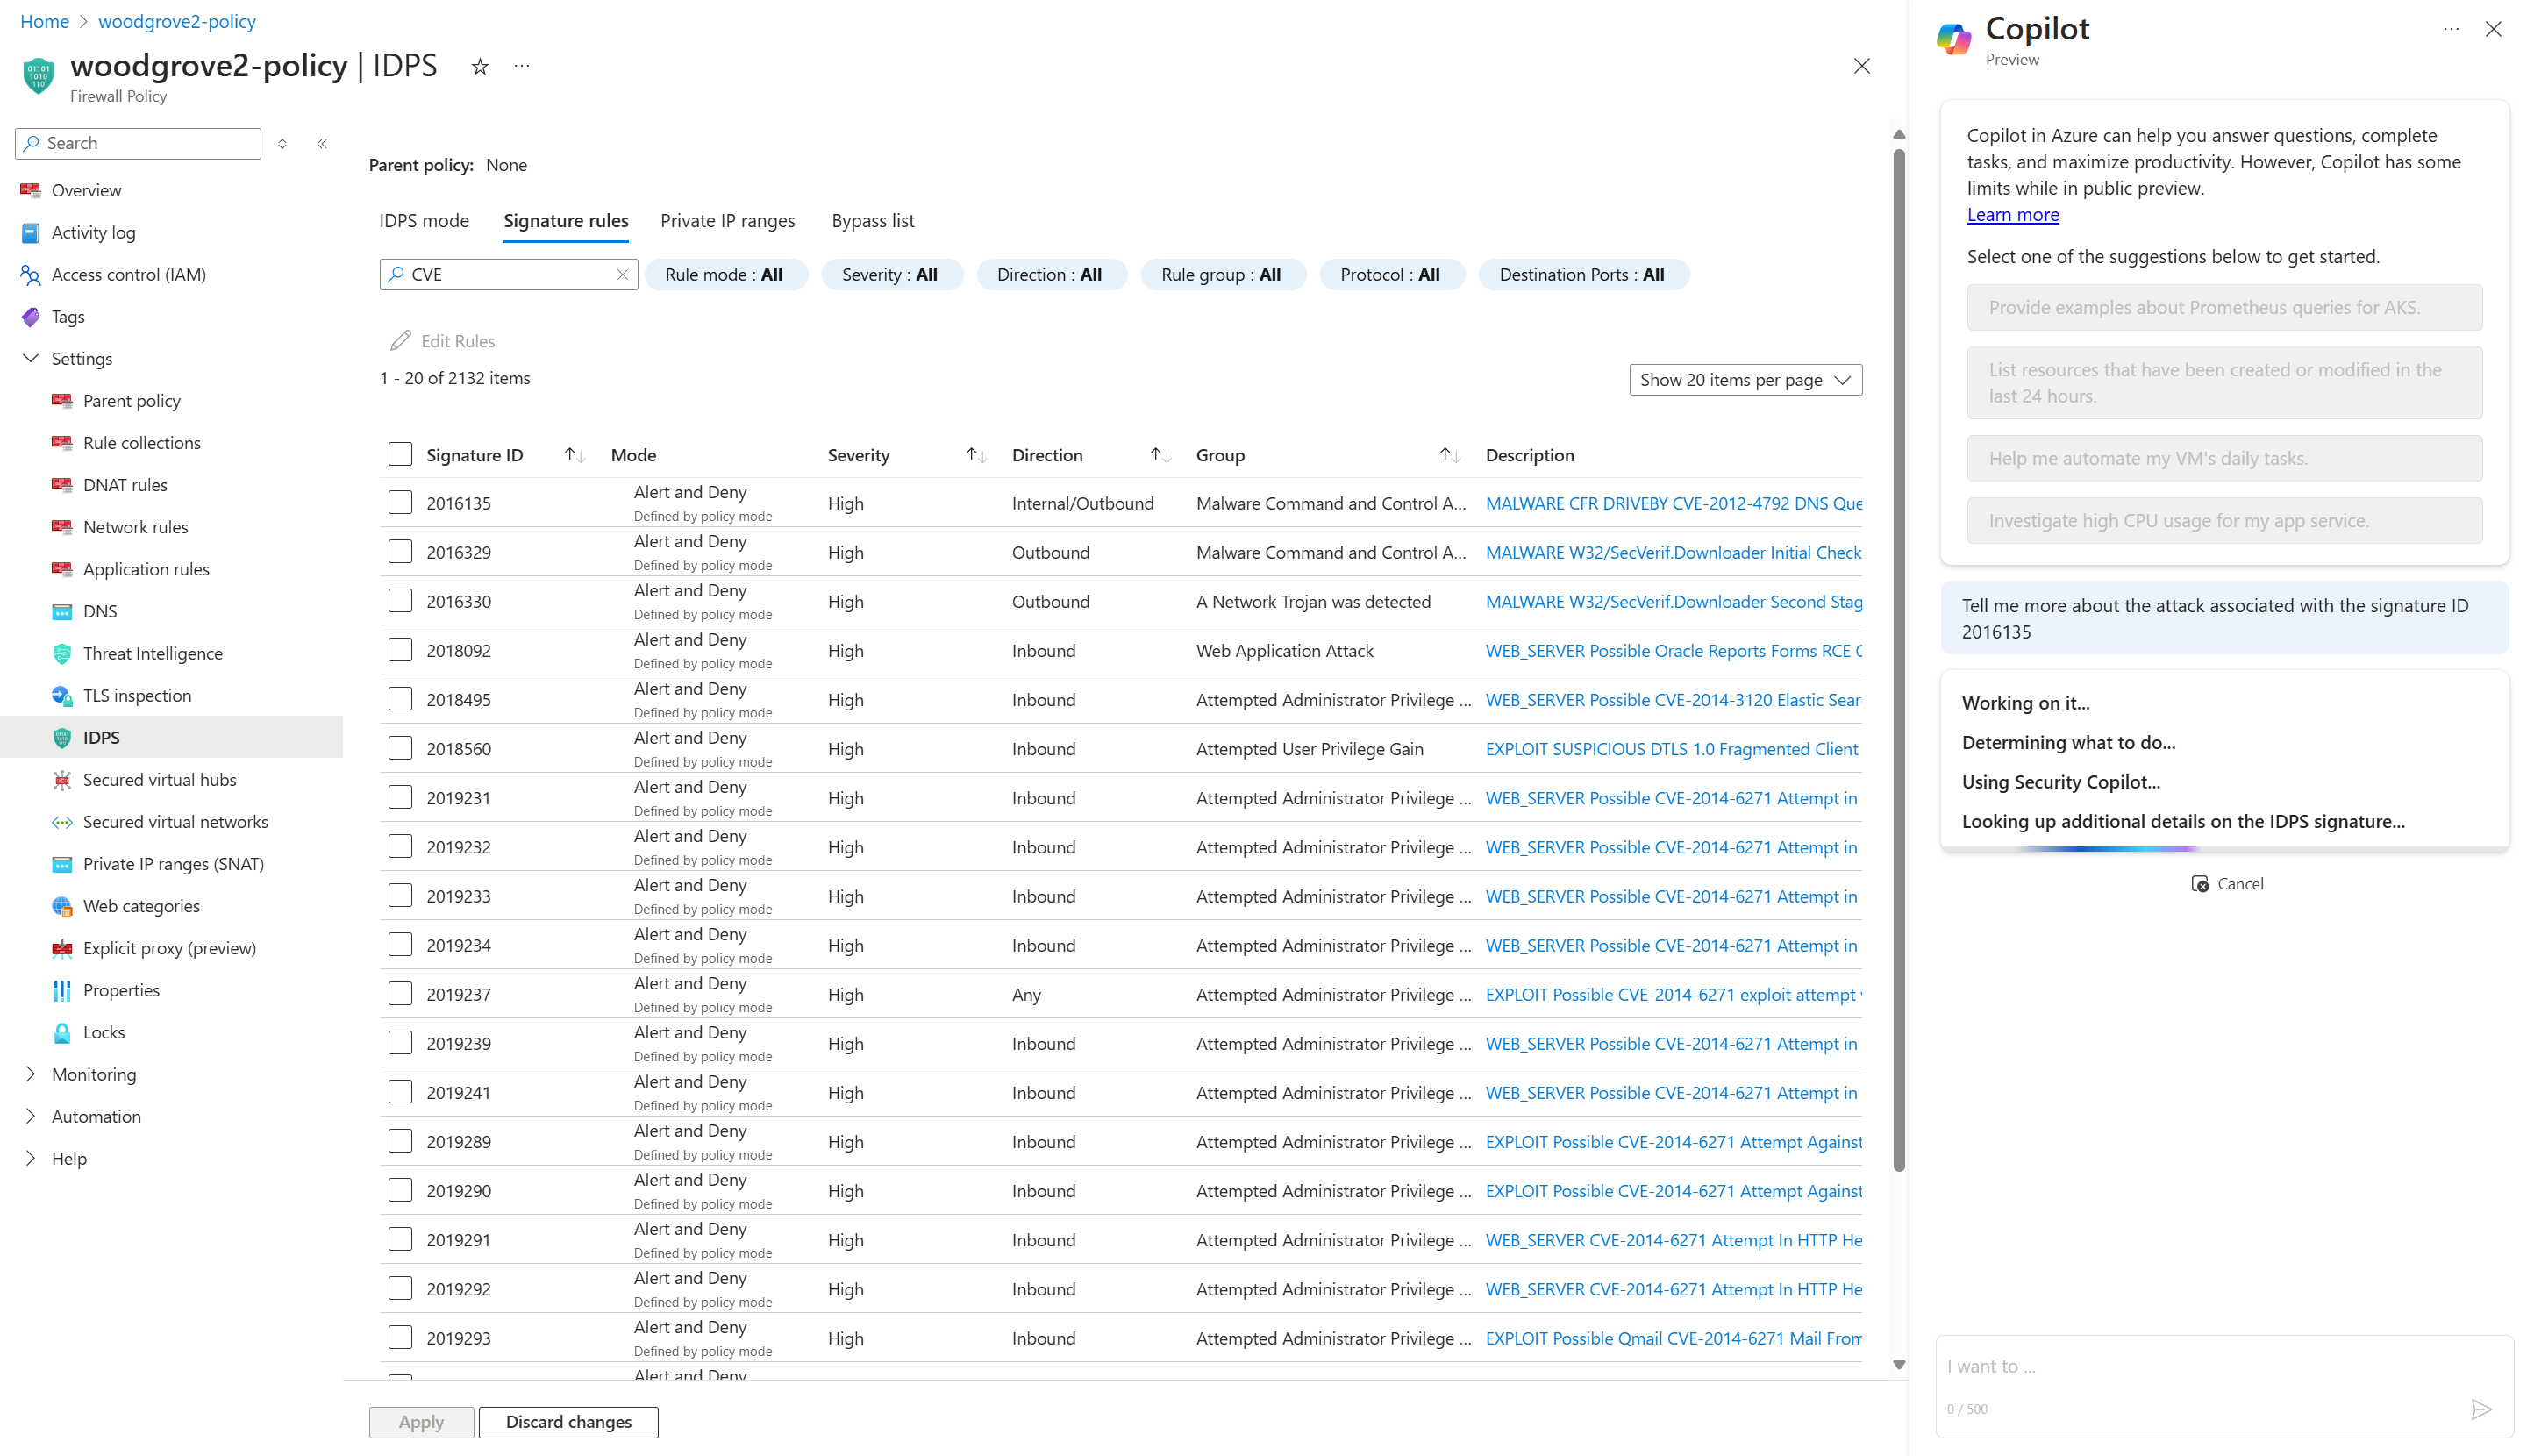 Home > woodgrove2-policy
woodgrove2-policy | IDPS
Firewall Policy
Search
Overview
Activity log
Access control (IAM)
Tags
Settings
Parent policy
Rule collections
DNAT rules
Network rules
Application rules
DNS
Threat Intelligence
TLS inspection
IDPS
Secured virtual hubs
Secured virtual networks
Private IP ranges (SNAT)
Web categories
Explicit proxy (preview)
Properties
Locks
Monitoring
Automation
Help
Parent policy: None
IDPS mode Signature rules Private IP ranges Bypass list
CVE Rule mode : All Severity : All Direction : All Rule group : All Protocol : All Destination Ports : All
Edit Rules
1 - 20 of 2132 items
Show 20 items per page
Signature ID Mode Severity Direction Group Description
2016135 Alert and Deny High Internal/Outbound Malware Command and Control A... MALWARE CFR DRIVEBY CVE-2012-4792 DNS Que
Defined by policy mode
2016329 Alert and Deny High Outbound Malware Command and Control A... MALWARE W32/SecVerif.Downloader Initial Check
Defined by policy mode
2016330 Alert and Deny High Outbound A Network Trojan was detected MALWARE W32/SecVerif.Downloader Second Stag
Defined by policy mode
2018092 Alert and Deny High Inbound Web Application Attack WEB_SERVER Possible Oracle Reports Forms RCE C
Defined by policy mode
2018495 Alert and Deny High Inbound Attempted Administrator Privilege ... WEB_SERVER Possible CVE-2014-3120 Elastic Sear
Defined by policy mode
2018560 Alert and Deny High Inbound Attempted User Privilege Gain EXPLOIT SUSPICIOUS DTLS 1.0 Fragmented Client
Defined by policy mode
2019231 Alert and Deny High Inbound Attempted Administrator Privilege ... WEB_SERVER Possible CVE-2014-6271 Attempt in
Defined by policy mode
2019232 Alert and Deny High Inbound Attempted Administrator Privilege ... WEB_SERVER Possible CVE-2014-6271 Attempt in
Defined by policy mode
2019233 Alert and Deny High Inbound Attempted Administrator Privilege ... WEB_SERVER Possible CVE-2014-6271 Attempt in
Defined by policy mode
2019234 Alert and Deny High Inbound Attempted Administrator Privilege ... WEB_SERVER Possible CVE-2014-6271 Attempt in
Defined by policy mode
2019237 Alert and Deny High Any Attempted Administrator Privilege ... EXPLOIT Possible CVE-2014-6271 exploit attempt
Defined by policy mode
2019239 Alert and Deny High Inbound Attempted Administrator Privilege ... WEB_SERVER Possible CVE-2014-6271 Attempt in
Defined by policy mode
2019241 Alert and Deny High Inbound Attempted Administrator Privilege ... WEB_SERVER Possible CVE-2014-6271 Attempt in
Defined by policy mode
2019289 Alert and Deny High Inbound Attempted Administrator Privilege ... EXPLOIT Possible CVE-2014-6271 Attempt Against
Defined by policy mode
2019290 Alert and Deny High Inbound Attempted Administrator Privilege ... EXPLOIT Possible CVE-2014-6271 Attempt Against
Defined by policy mode
2019291 Alert and Deny High Inbound Attempted Administrator Privilege ... WEB_SERVER CVE-2014-6271 Attempt In HTTP He
Defined by policy mode
2019292 Alert and Deny High Inbound Attempted Administrator Privilege ... WEB_SERVER CVE-2014-6271 Attempt In HTTP He
Defined by policy mode
2019293 Alert and Deny High Inbound Attempted Administrator Privilege ... EXPLOIT Possible Qmail CVE-2014-6271 Mail From
Defined by policy mode
Alert and Deny
Apply Discard changes
Copilot
Preview
Copilot in Azure can help you answer questions, complete
tasks, and maximize productivity. However, Copilot has some
limits while in public preview.
Learn more
Select one of the suggestions below to get started.
Provide examples about Prometheus queries for AKS.
List resources that have been created or modified in the
last 24 hours.
Help me automate my VM's daily tasks.
Investigate high CPU usage for my app service.
Tell me more about the attack associated with the signature ID
2016135
Working on it...
Determining what to do...
Using Security Copilot...
Looking up additional details on the IDPS signature...
Cancel
I want to ...
0 / 500